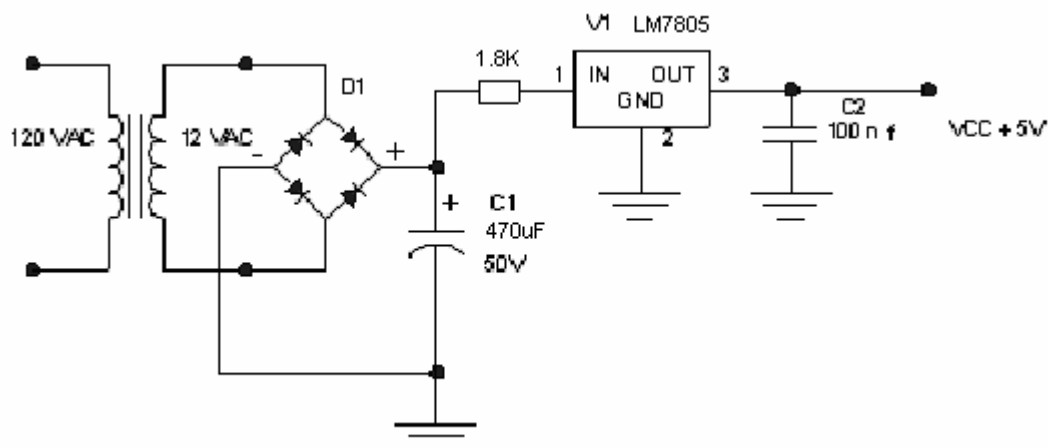 V1 LM7805
1.8K
1 IN OUT 3
GND
2
D1
120 VAC
12 VAC
-
+
C2
100 n f
VCC + 5V
+ C1
470uF
50V